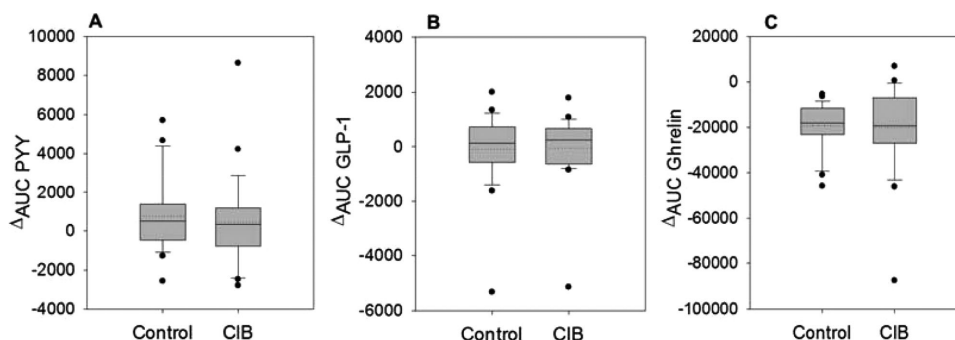 A
ΔAUC PYY
10000
8000
6000
4000
2000
0
-2000
-4000
Control CIB
B
ΔAUC GLP-1
4000
2000
0
-2000
-4000
-6000
Control CIB
C
ΔAUC Ghrelin
20000
0
-20000
-40000
-60000
-80000
-100000
Control CIB